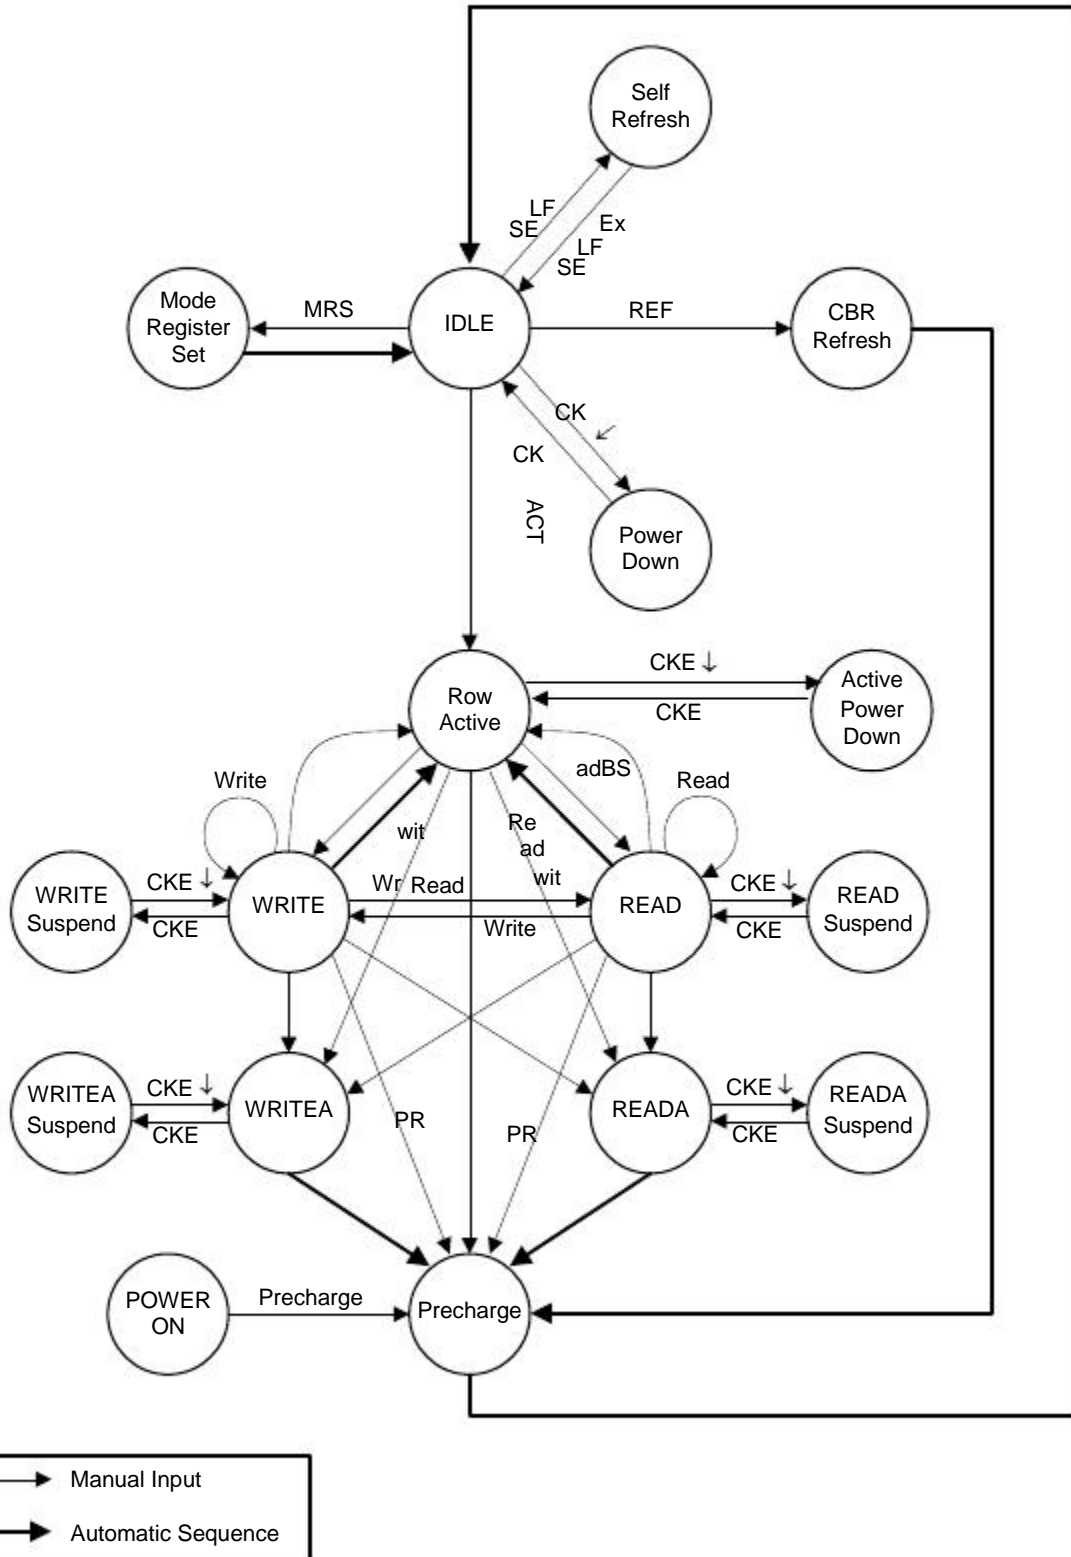 Self
Refresh
LF
SE
Ex
LF
SE
Mode
Register
Set
MRS
IDLE
REF
CBR
Refresh
CK
↙
CK
ACT
Power
Down
Row
Active
CKE ↓
CKE
Active
Power
Down
Write
adBS
Read
wit
Re
ad
wit
WRITE
Suspend
CKE ↓
CKE
WRITE
Wr
Read
Write
READ
CKE ↓
CKE
READ
Suspend
WRITEA
Suspend
CKE ↓
CKE
WRITEA
PR
PR
READA
CKE ↓
CKE
READA
Suspend
POWER
ON
Precharge
Precharge
Manual Input
Automatic Sequence